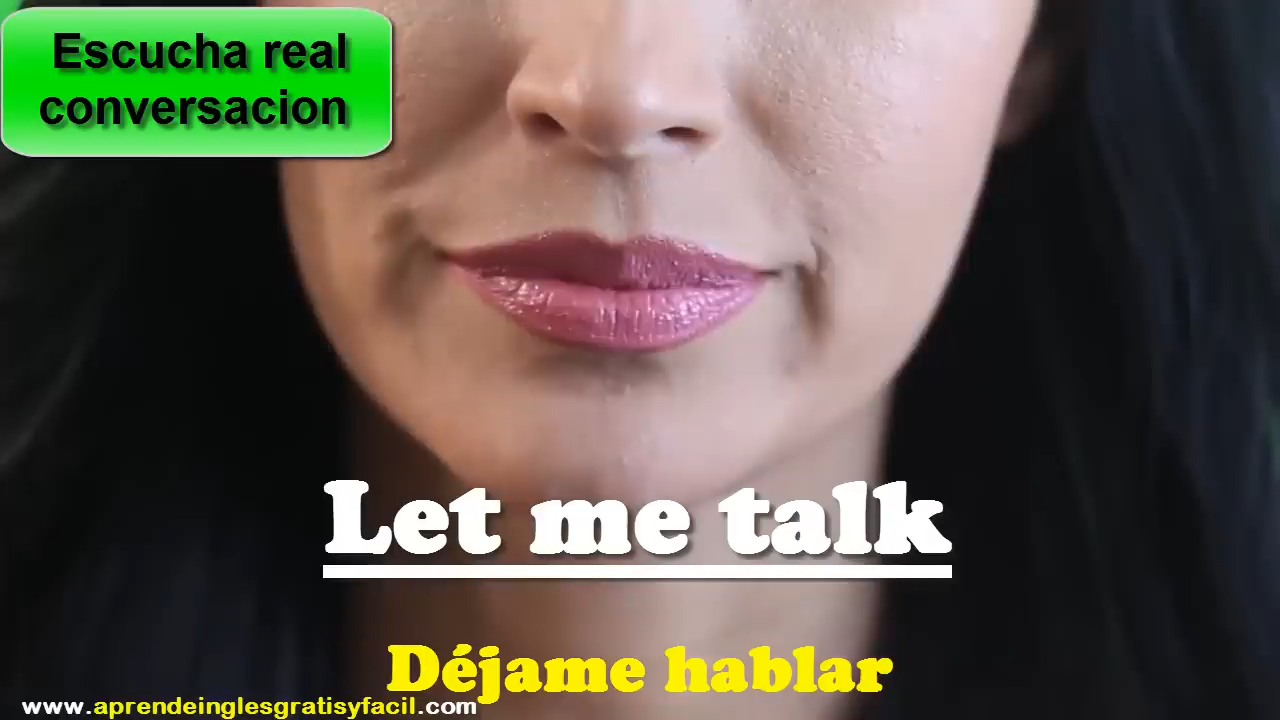 Escucha real
conversacion
Let me talk
Déjame hablar
www.aprendeinglesgratisyfacil.com